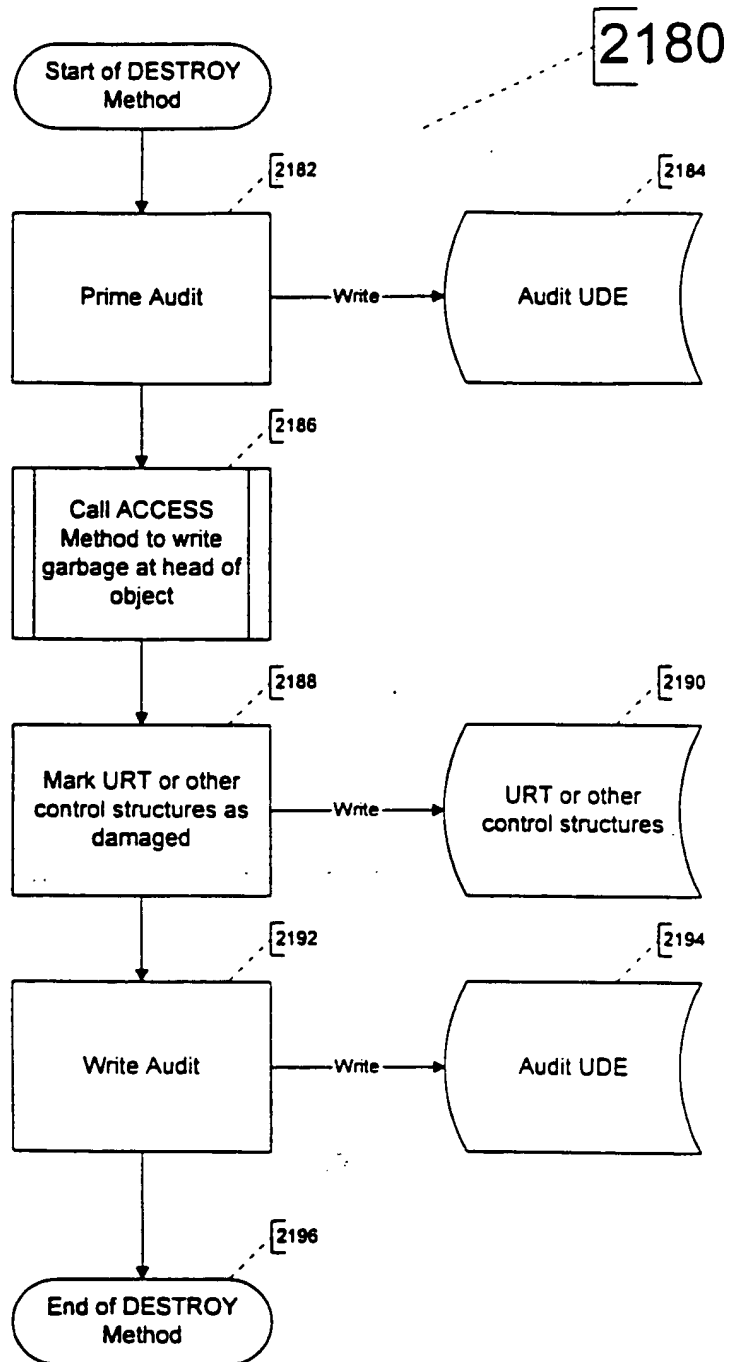 2180
Start of DESTROY
Method
2182
2184
Prime Audit
Write
Audit UDE
2186
Call ACCESS
Method to write
garbage at head of
object
2188
2190
Mark URT or other
control structures as
damaged
Write
URT or other
control structures
2192
2194
Write Audit
Write
Audit UDE
2196
End of DESTROY
Method